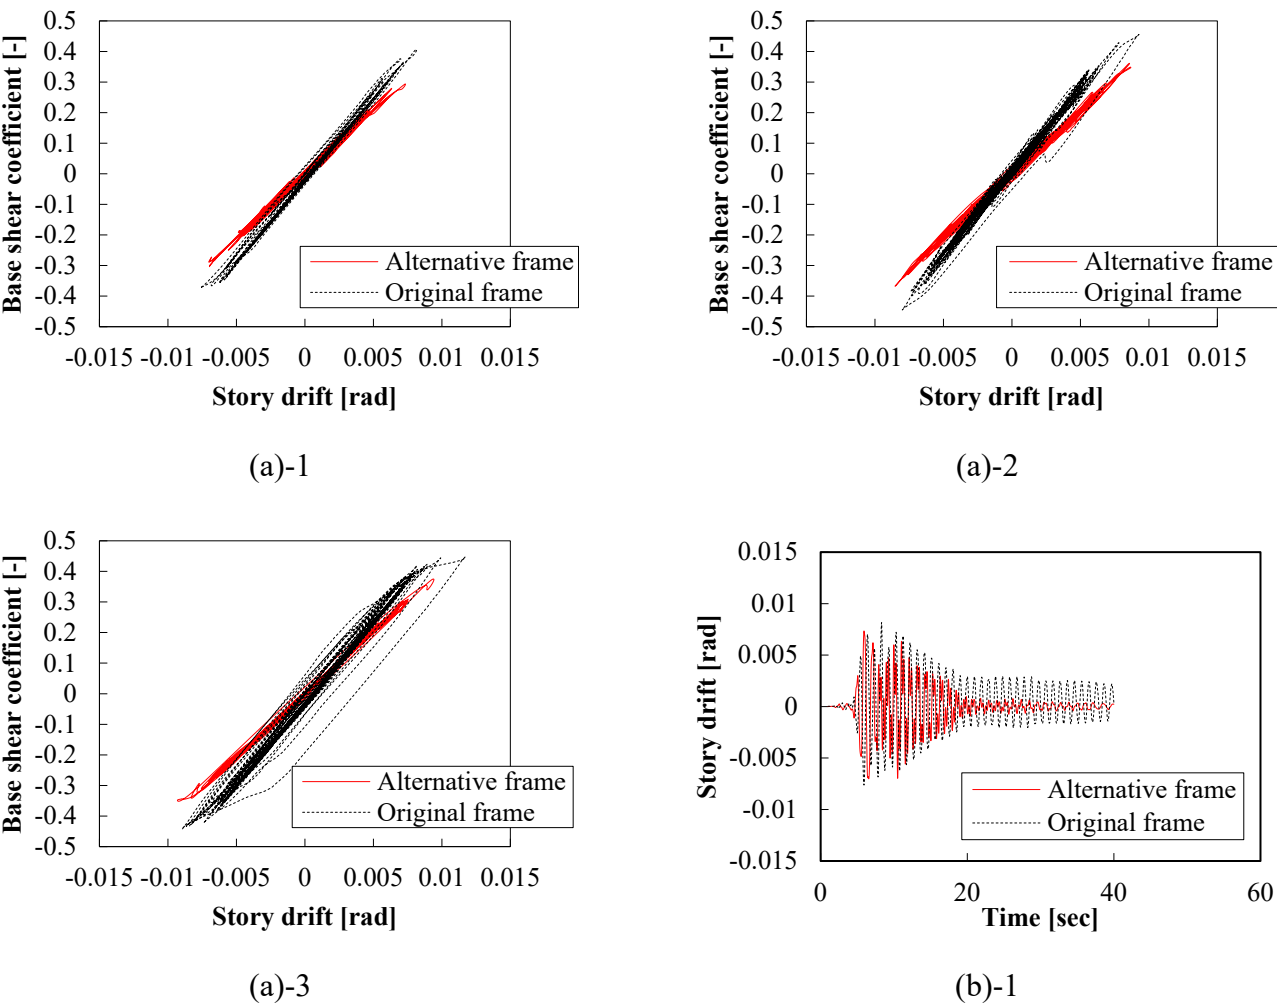 0.5
0.4
0.3
0.2
0.1
0
-0.1
-0.2
-0.3
-0.4
-0.5
Base shear coefficient [-]
Alternative frame
Original frame
-0.015 -0.01 -0.005 0 0.005 0.01 0.015
Story drift [rad]
(a)-1
0.5
0.4
0.3
0.2
0.1
0
-0.1
-0.2
-0.3
-0.4
-0.5
Base shear coefficient [-]
Alternative frame
Original frame
-0.015 -0.01 -0.005 0 0.005 0.01 0.015
Story drift [rad]
(a)-2
0.5
0.4
0.3
0.2
0.1
0
-0.1
-0.2
-0.3
-0.4
-0.5
Base shear coefficient [-]
Alternative frame
Original frame
-0.015 -0.01 -0.005 0 0.005 0.01 0.015
Story drift [rad]
(a)-3
0.015
0.01
0.005
0
-0.005
-0.01
-0.015
Story drift [rad]
Alternative frame
Original frame
0 20 40 60
Time [sec]
(b)-1